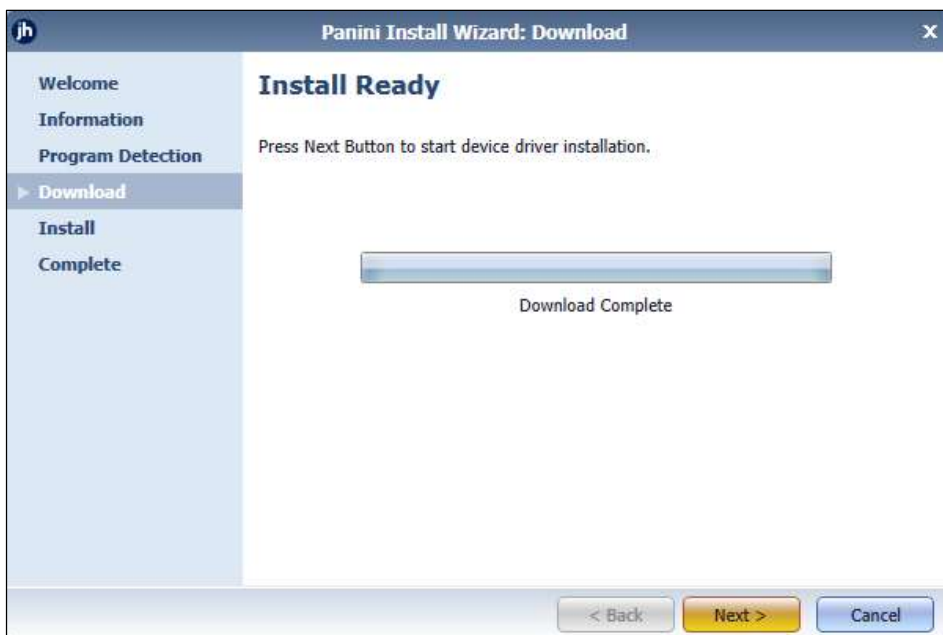 jh
Panini Install Wizard: Download
X
Welcome
Information
Program Detection
Download
Install
Complete
Install Ready
Press Next Button to start device driver installation.
Download Complete
< Back
Next >
Cancel